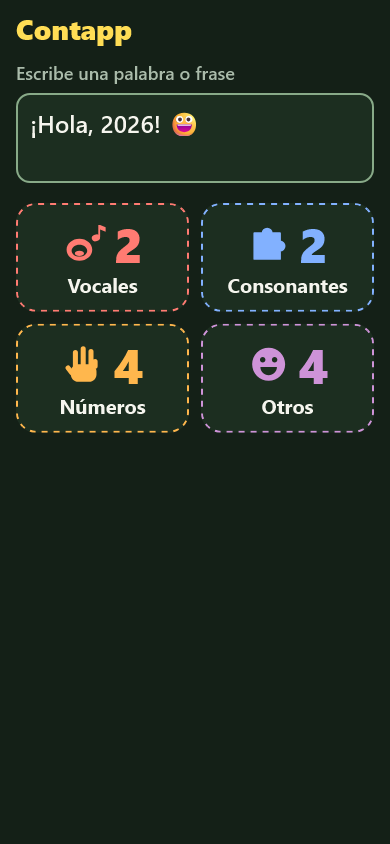 Contapp
Escribe una palabra o frase
¡Hola, 2026! 😀
2
Vocales
2
Consonantes
4
Números
4
Otros